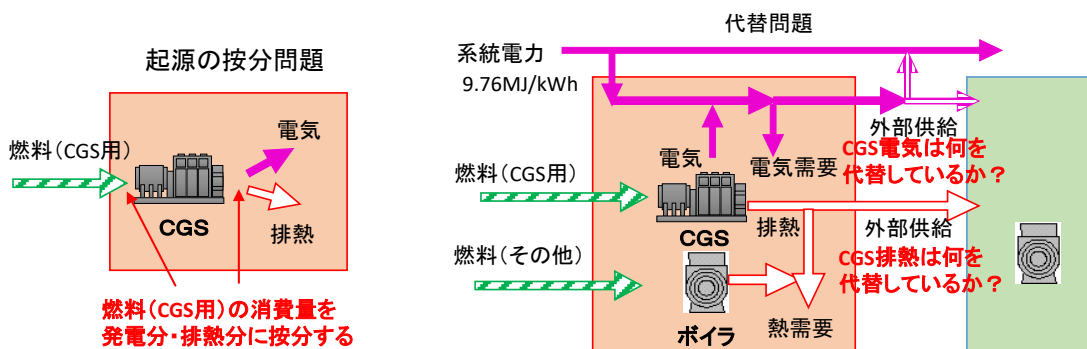 起源の按分問題
燃料(CGS用)
電気
CGS
排熱
燃料(CGS用)の消費量を
発電分・排熱分に按分する
代替問題
系統電力
9.76MJ/kWh
電気
電気需要
外部供給
CGS電気は何を
代替しているか?
燃料(CGS用)
CGS
排熱
外部供給
CGS排熱は何を
代替しているか?
燃料(その他)
ボイラ
熱需要